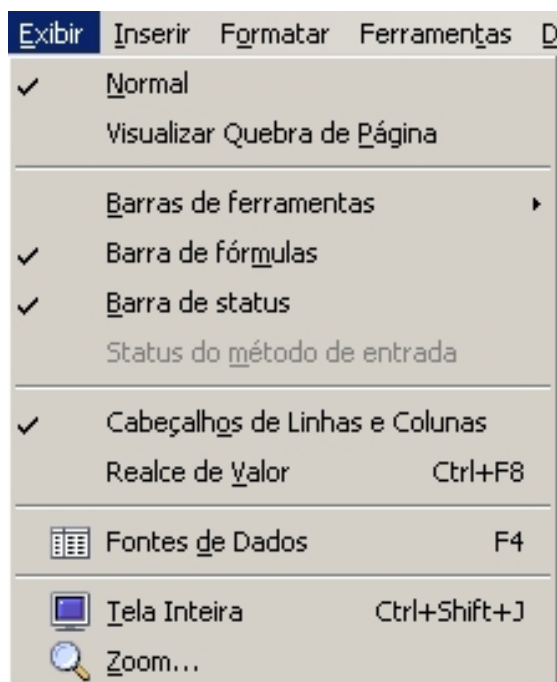 Exibir Inserir Formatar Ferramentas D
Normal
Visualizar Quebra de Página
Barras de ferramentas
Barra de fórmulas
Barra de status
Status do método de entrada
Cabeçalhos de Linhas e Colunas
Realce de Valor Ctrl+F8
Fontes de Dados F4
Tela Inteira Ctrl+Shift+J
Zoom...